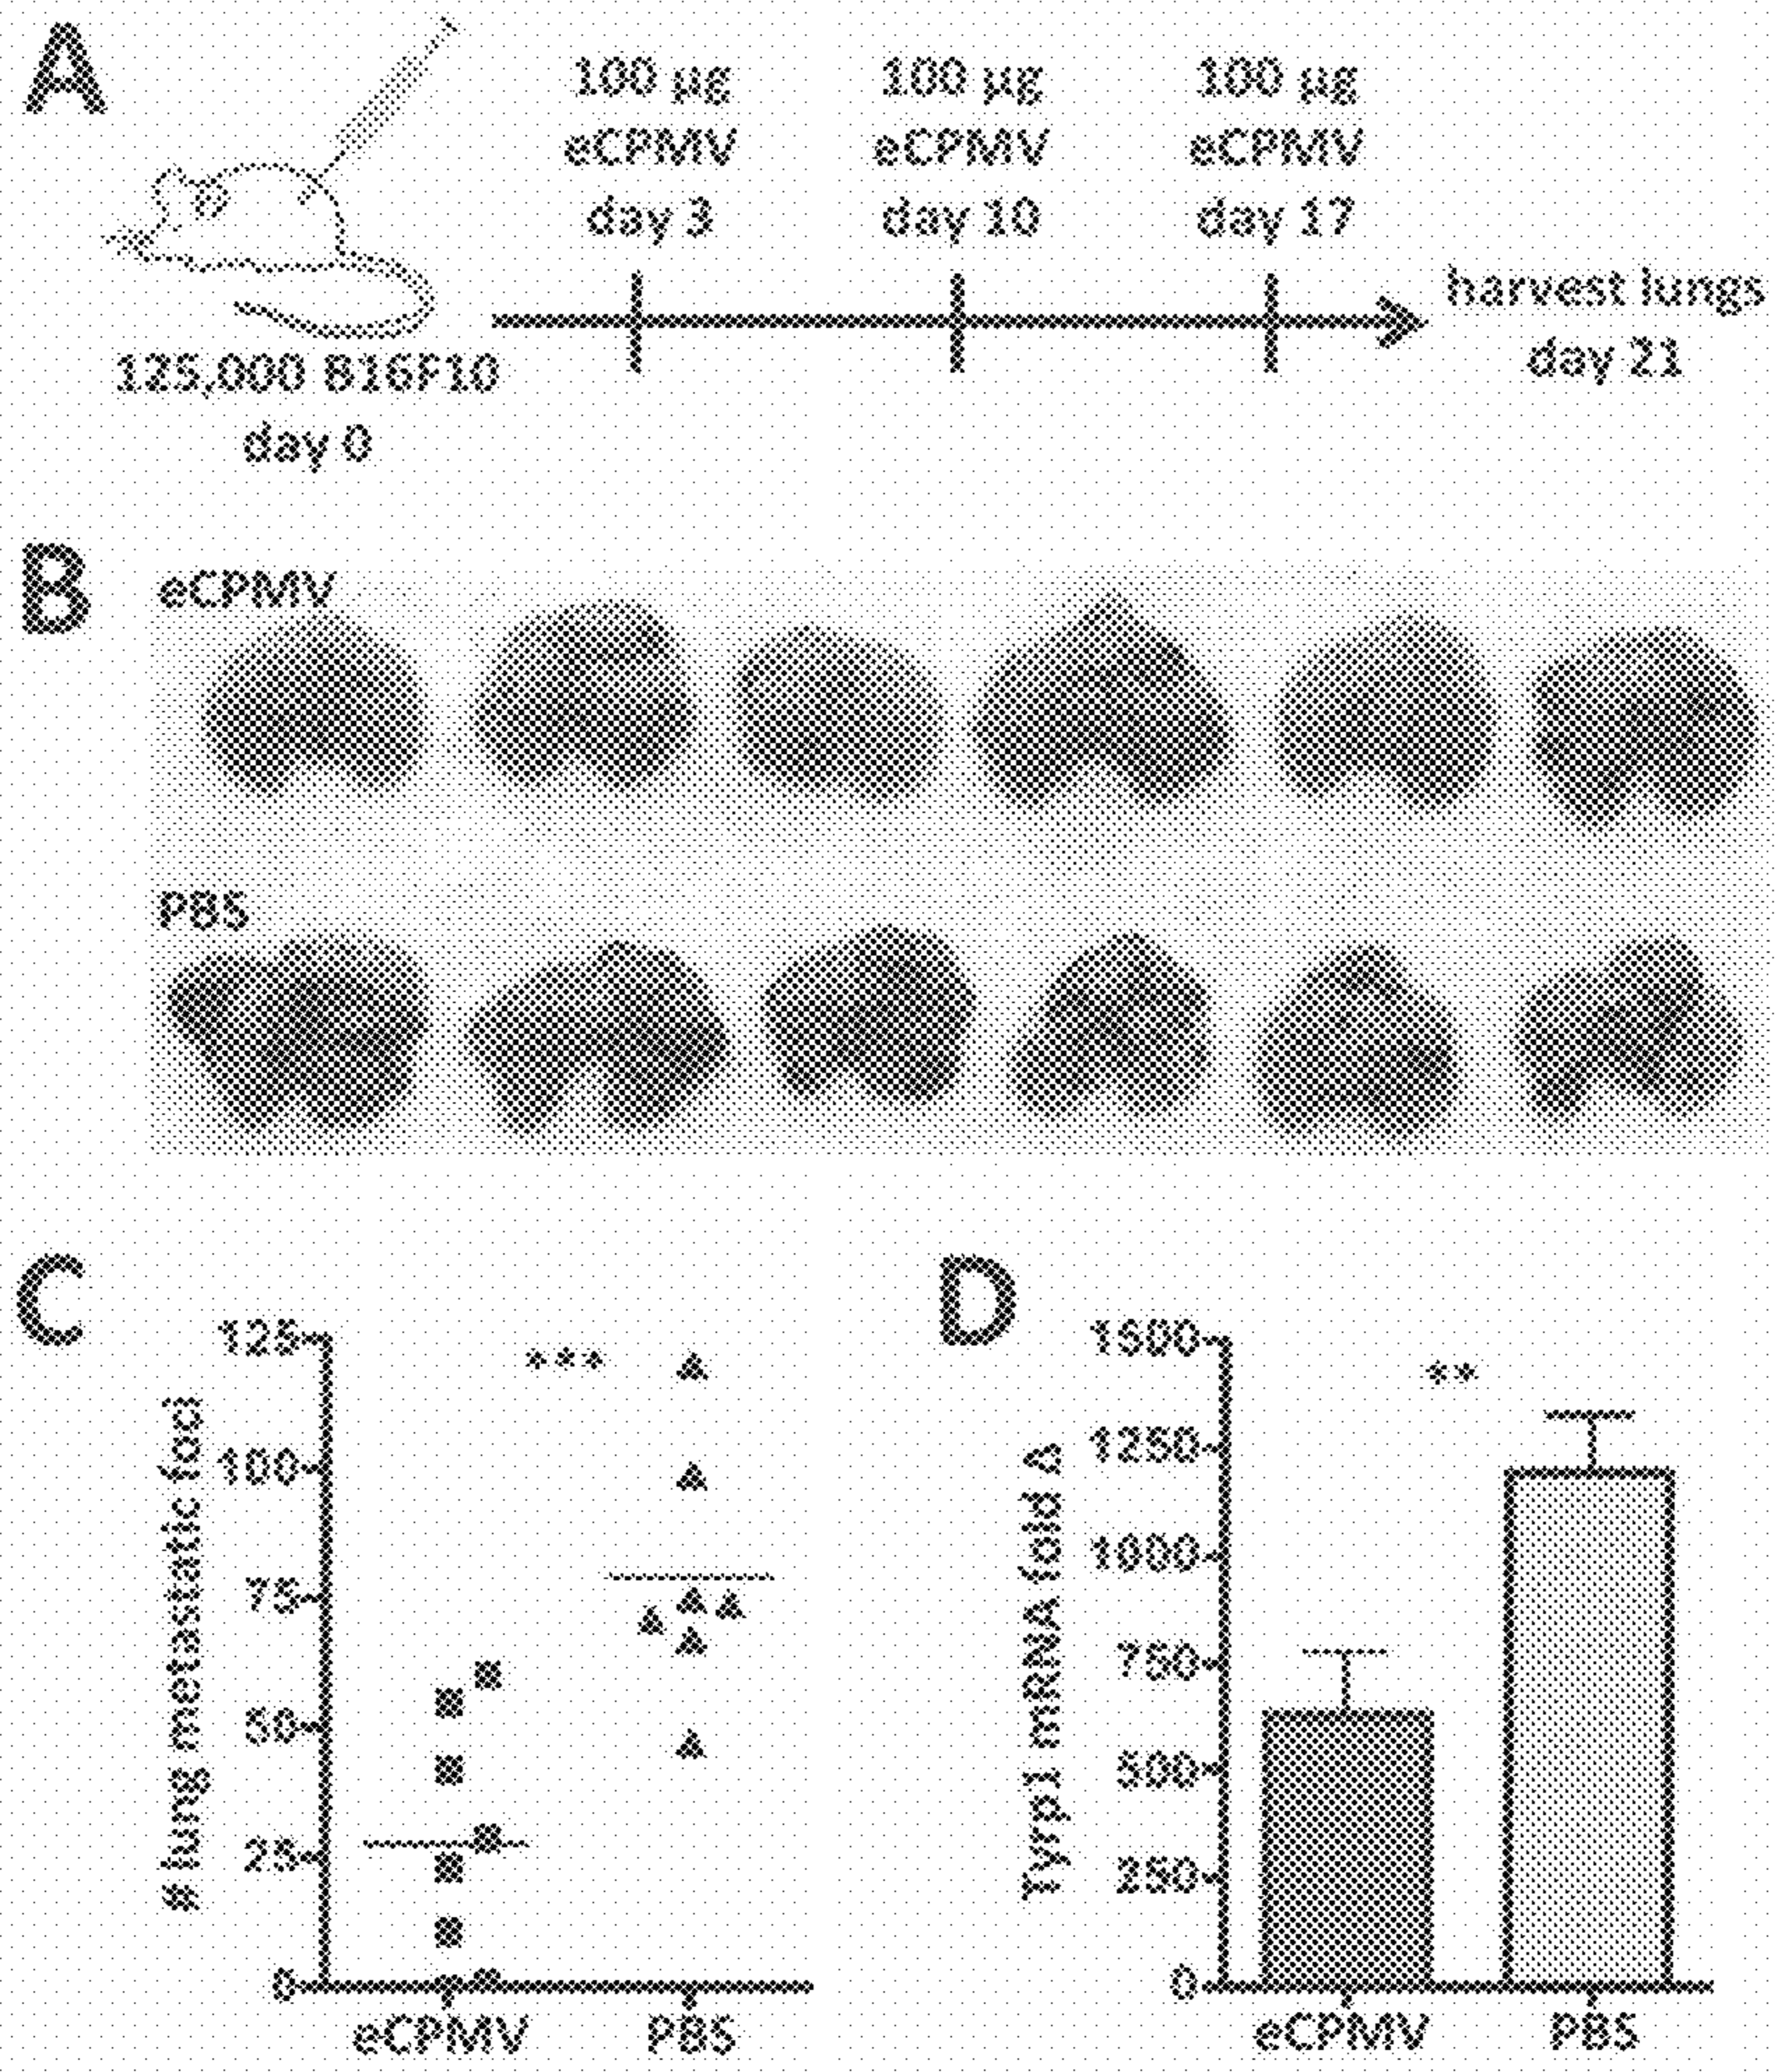 A
100 µg
eCPMV
day 3
100 µg
eCPMV
day 10
100 µg
eCPMV
day 17
harvest lungs
day 21
125,000 B16F10
day 0
B
eCPMV
PBS
C
# lung metastatic foci
125
100
75
50
25
0
***
eCPMV
PBS
D
Tyrp1 mRNA fold Δ
1500
1250
1000
750
500
250
0
**
eCPMV
PBS